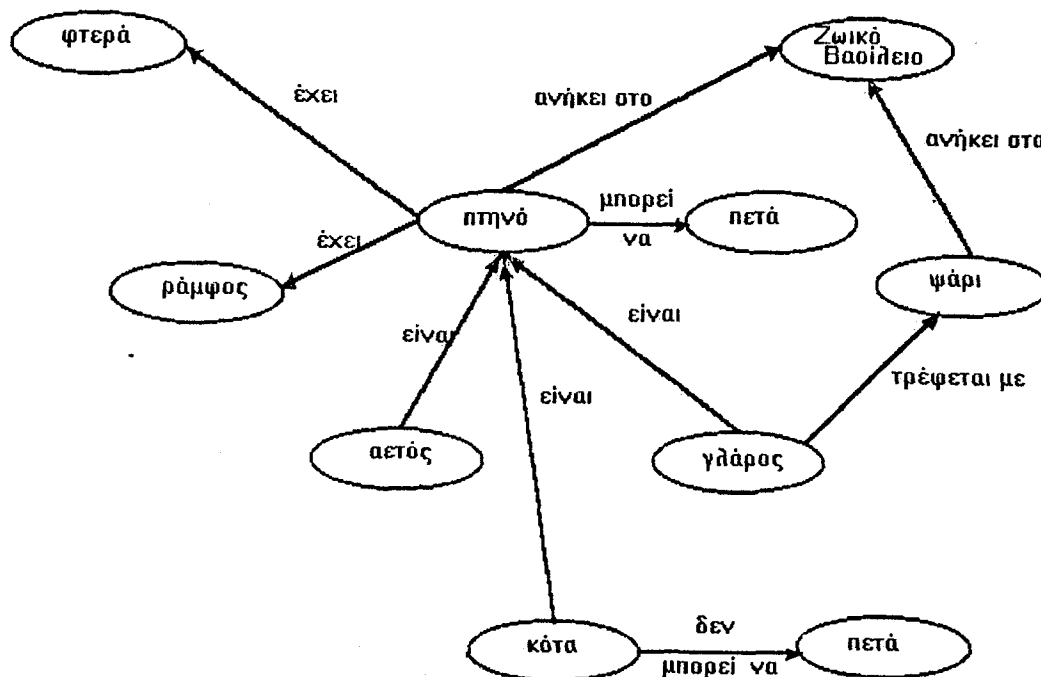 φτερά
Ζωικό
Βασίλειο
έχει
ανήκει στο
ανήκει στο
πτηνό
μπορεί
να
πετά
έχει
ράμφος
ψάρι
είναι
είναι
τρέφεται με
είναι
αετός
γλάρος
κότα
δεν
μπορεί να
πετά